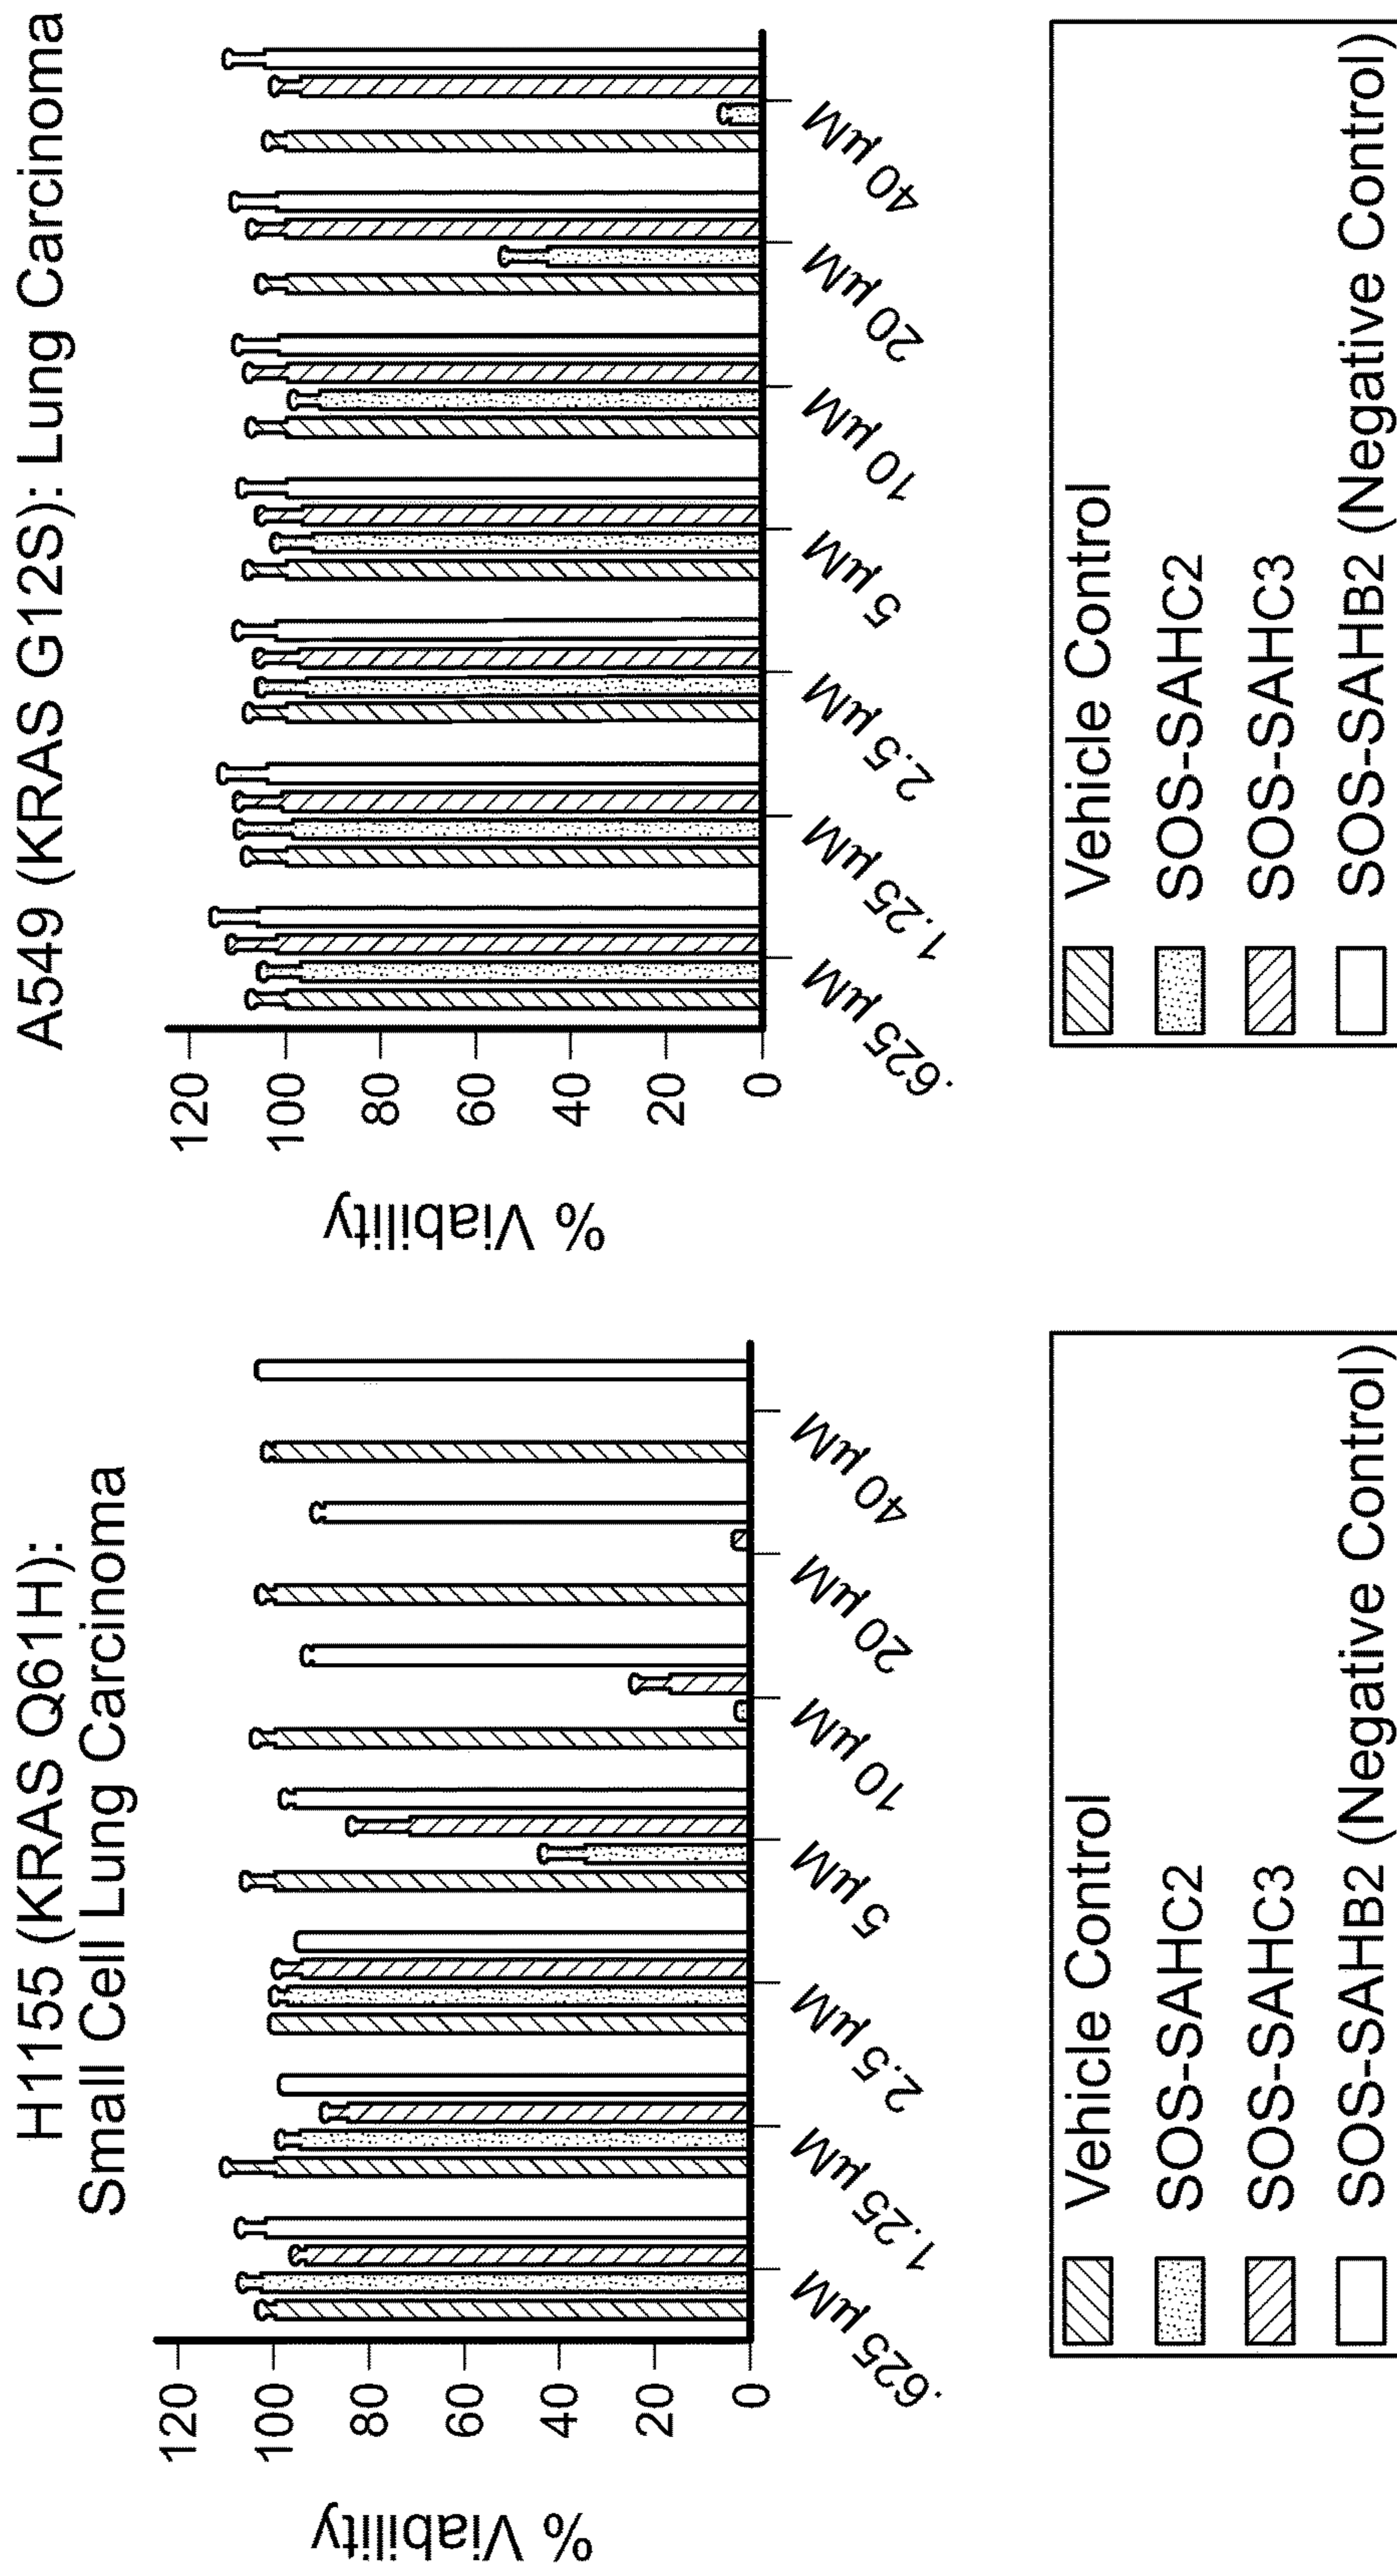 H1155 (KRAS Q61H):
Small Cell Lung Carcinoma
% Viability
120
100
80
60
40
20
0
.625 µM
1.25 µM
2.5 µM
5 µM
10 µM
20 µM
40 µM
Vehicle Control
SOS-SAHC2
SOS-SAHC3
SOS-SAHB2 (Negative Control)
A549 (KRAS G12S): Lung Carcinoma
% Viability
120
100
80
60
40
20
0
.625 µM
1.25 µM
2.5 µM
5 µM
10 µM
20 µM
40 µM
Vehicle Control
SOS-SAHC2
SOS-SAHC3
SOS-SAHB2 (Negative Control)